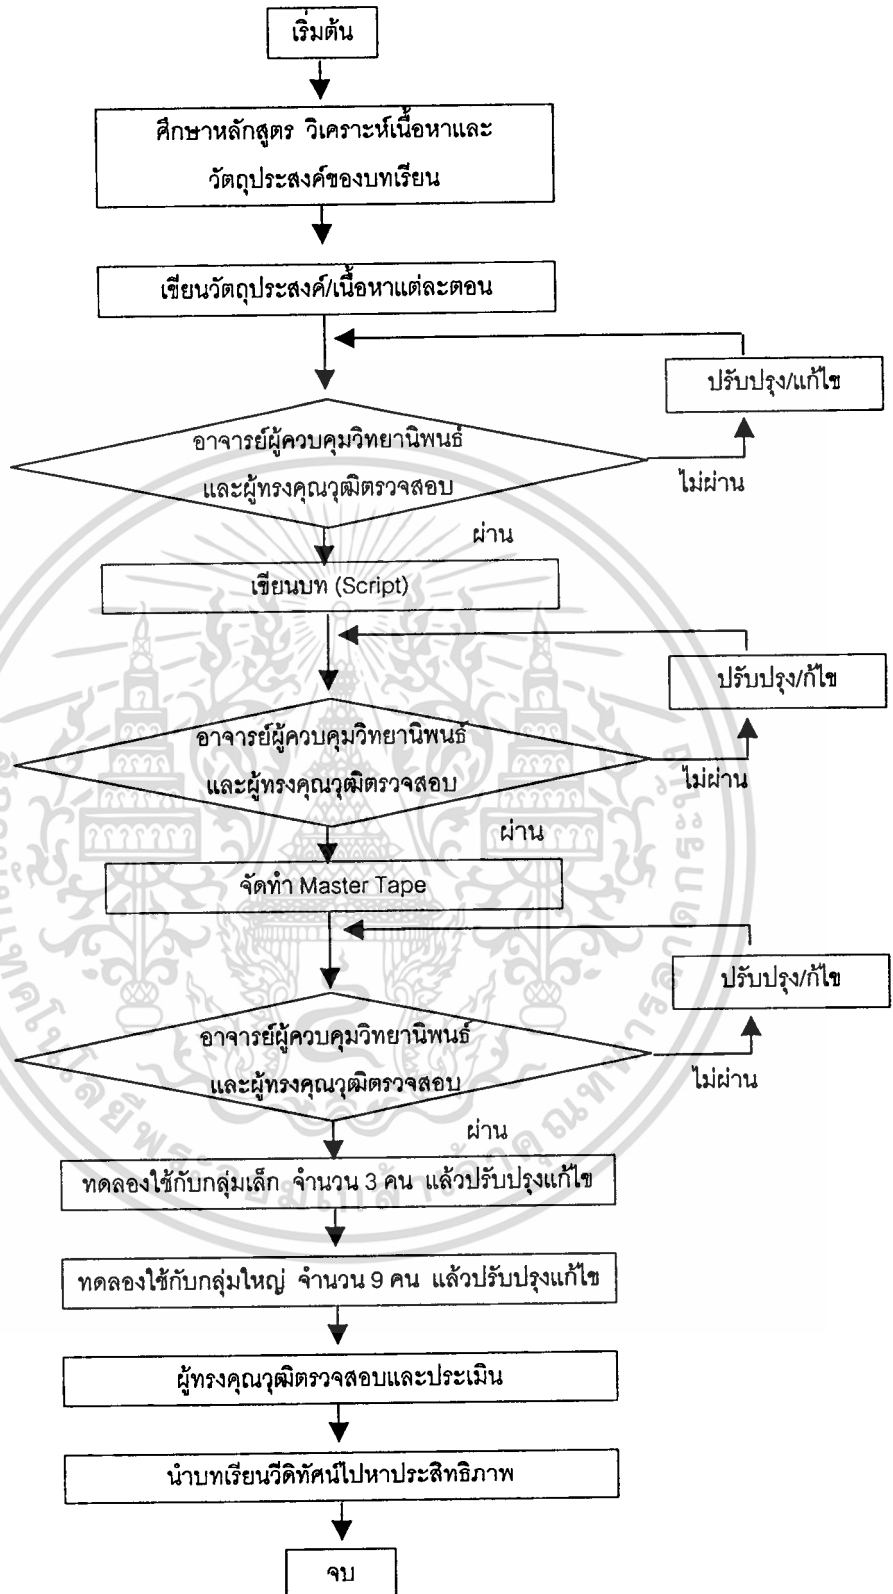 เริ่มต้น
ศึกษาหลักสูตร วิเคราะห์เนื้อหาและ
วัตถุประสงค์ของบทเรียน
เขียนวัตถุประสงค์/เนื้อหาแต่ละตอน
ปรับปรุง/แก้ไข
อาจารย์ผู้ควบคุมวิทยานิพนธ์
และผู้ทรงคุณวุฒิตรวจสอบ
ไม่ผ่าน
ผ่าน
เขียนบท (Script)
ปรับปรุง/ก้ไข
อาจารย์ผู้ควบคุมวิทยานิพนธ์
และผู้ทรงคุณวุฒิตรวจสอบ
ไม่ผ่าน
ผ่าน
จัดทำ Master Tape
ปรับปรุง/ก้ไข
อาจารย์ผู้ควบคุมวิทยานิพนธ์
และผู้ทรงคุณวุฒิตรวจสอบ
ไม่ผ่าน
ผ่าน
ทดลองใช้กับกลุ่มเล็ก จำนวน 3 คน แล้วปรับปรุงแก้ไข
ทดลองใช้กับกลุ่มใหญ่ จำนวน 9 คน แล้วปรับปรุงแก้ไข
ผู้ทรงคุณวุฒิตรวจสอบและประเมิน
นำบทเรียนวีดิทัศน์ไปหาประสิทธิภาพ
จบ